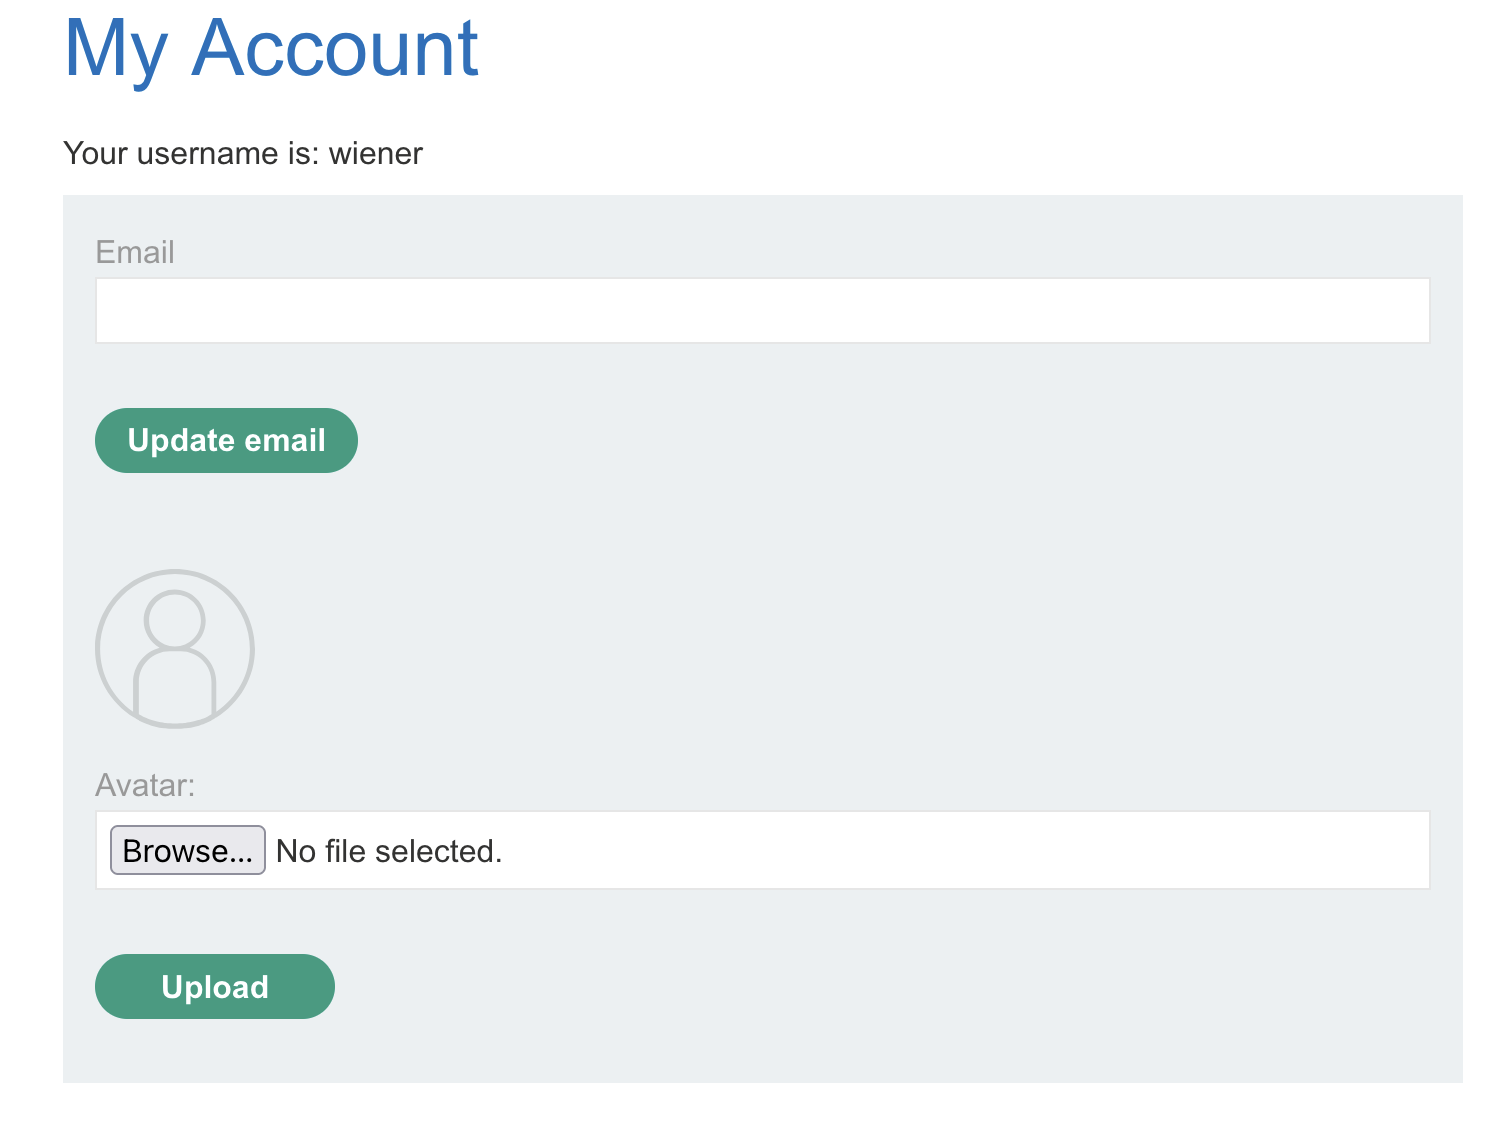 My Account
Your username is: wiener
Email
Update email
Avatar:
Browse... No file selected.
Upload